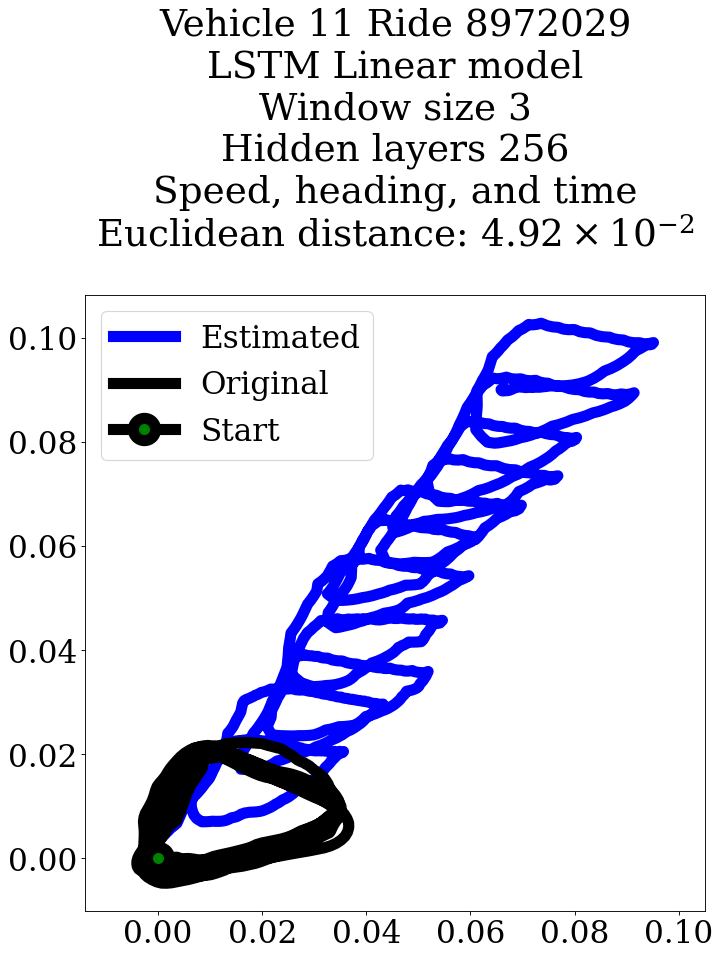 Vehicle 11 Ride 8972029
LSTM Linear model
Window size 3
Hidden layers 256
Speed, heading, and time
Euclidean distance: 4.92 × 10⁻²
Estimated
Original
Start
0.10
0.08
0.06
0.04
0.02
0.00
0.00 0.02 0.04 0.06 0.08 0.10